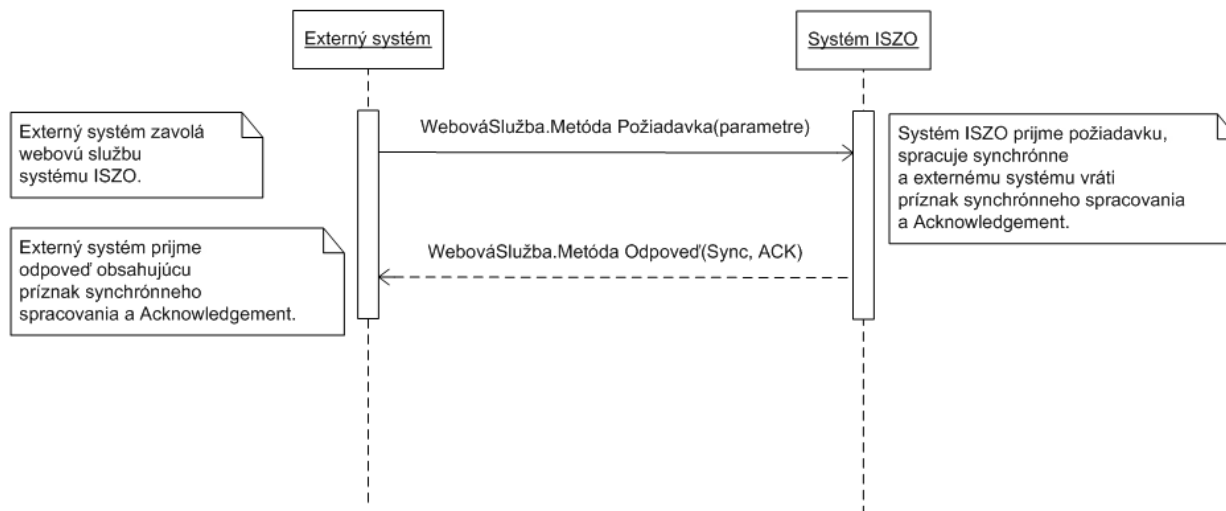 Externý systém
Systém ISZO
Externý systém zavolá
webovú službu
systému ISZO.
WebováSlužba.Metóda Požiadavka(parametre)
Systém ISZO prijme požiadavku,
spracuje synchrónne
a externému systému vráti
príznak synchrónneho spracovania
a Acknowledgement.
Externý systém prijme
odpoveď obsahujúcu
príznak synchrónneho
spracovania a Acknowledgement.
WebováSlužba.Metóda Odpoveď(Sync, ACK)